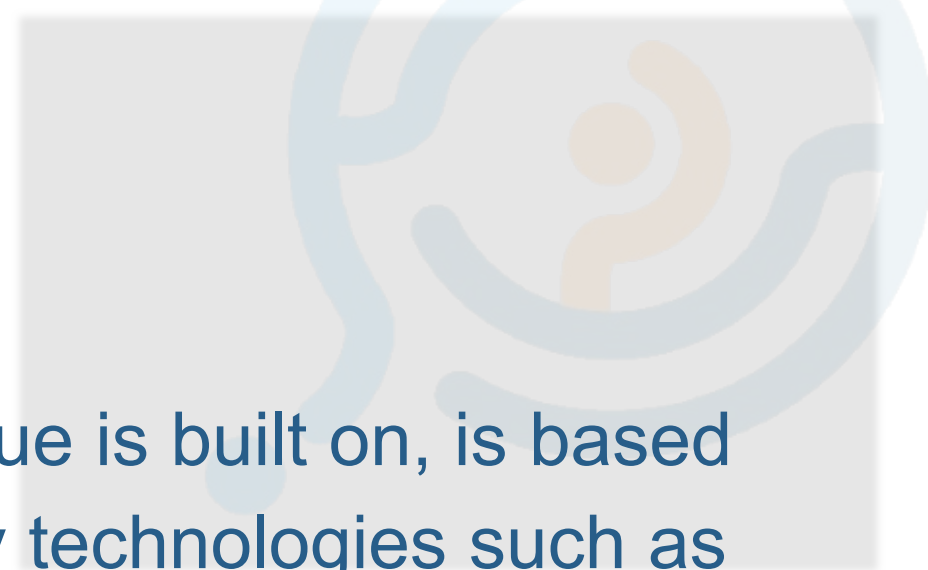 ue is built on, is based
technologies such as